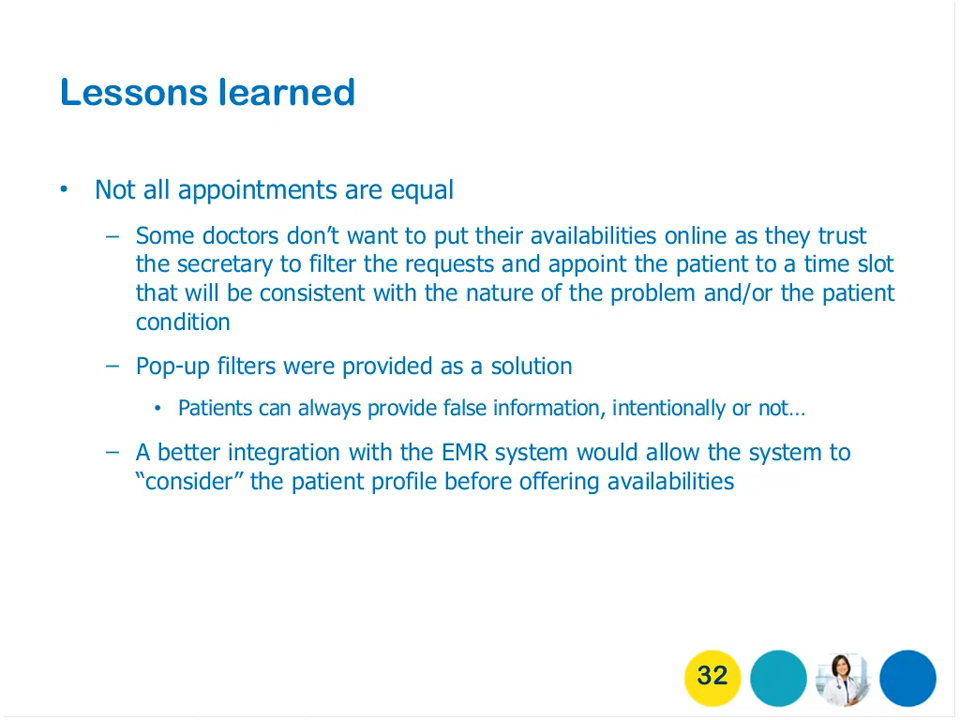 Lessons learned
• Not all appointments are equal
– Some doctors don’t want to put their availabilities online as they trust
the secretary to filter the requests and appoint the patient to a time slot
that will be consistent with the nature of the problem and/or the patient
condition
– Pop-up filters were provided as a solution
• Patients can always provide false information, intentionally or not…
– A better integration with the EMR system would allow the system to
“consider” the patient profile before offering availabilities
32